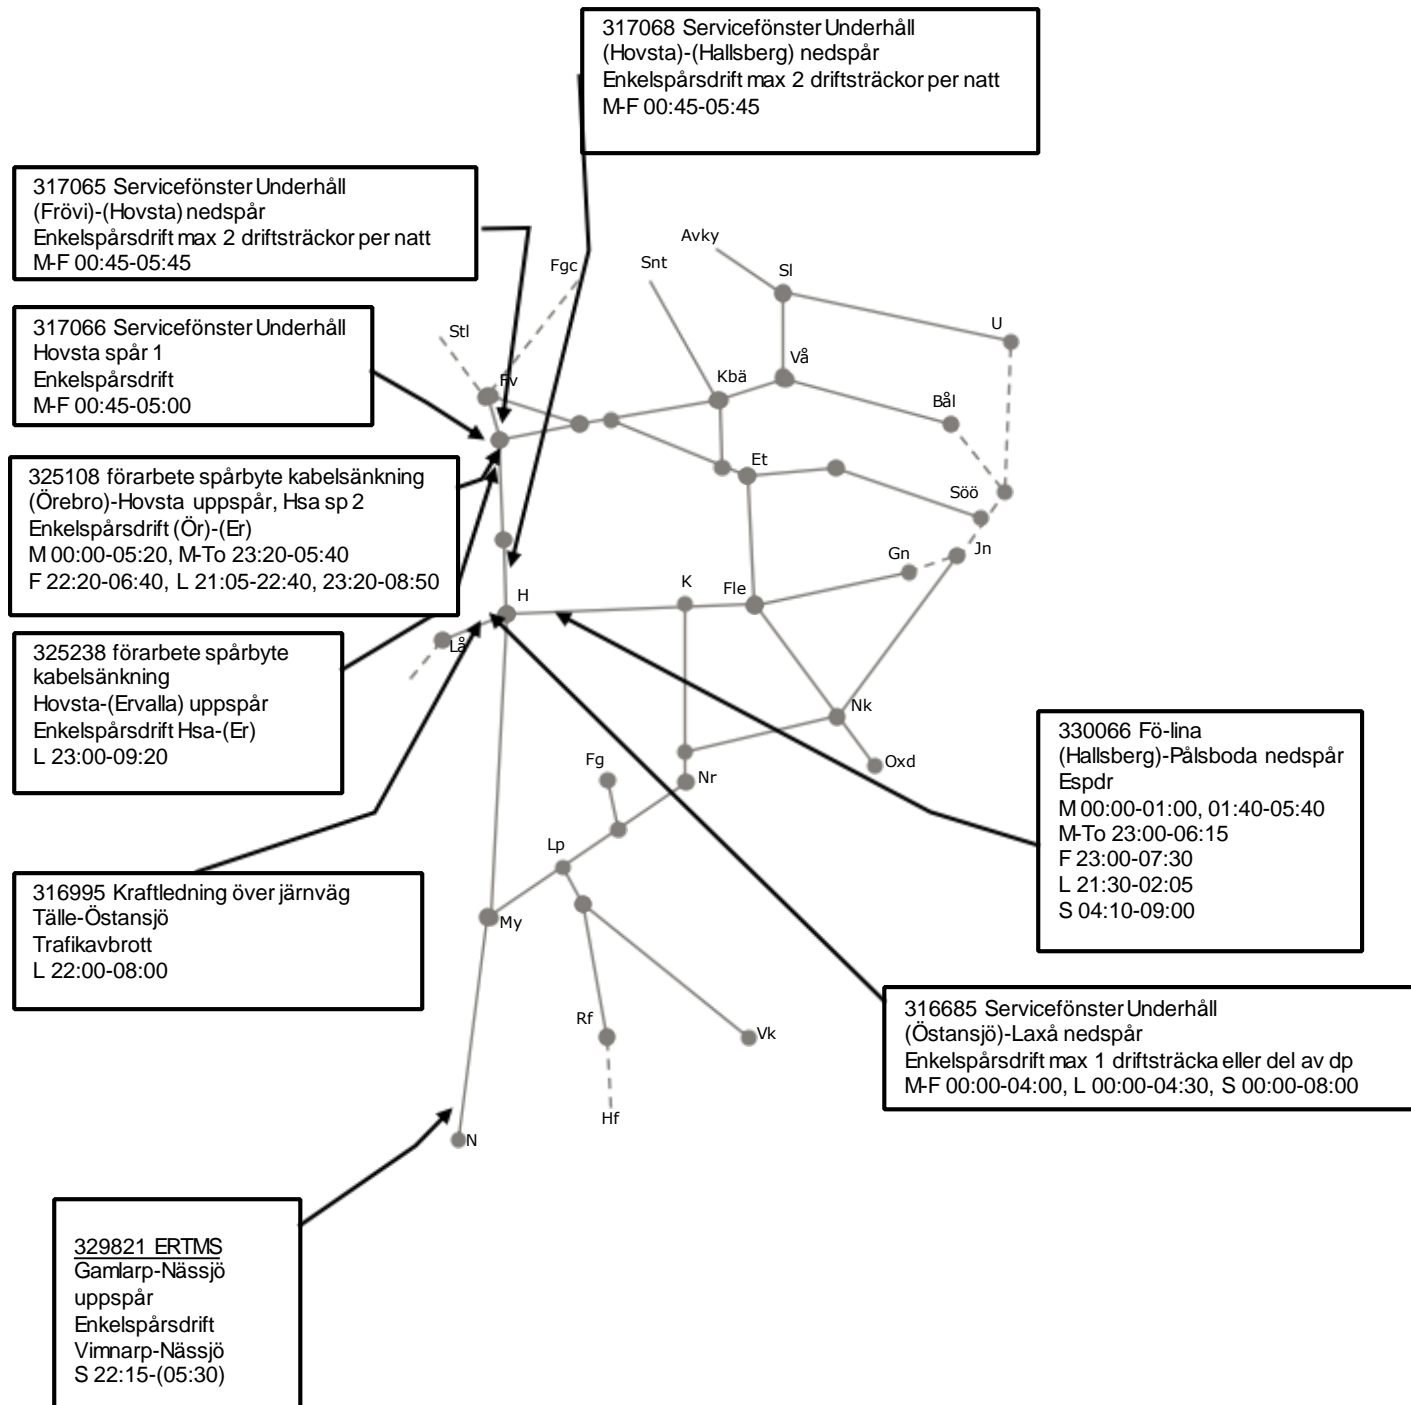 317068 Servicefönster Underhåll
(Hovsta)-(Hallsberg) nedspår
Enkelspårsdrift max 2 driftsträckor per natt
M-F 00:45-05:45
317065 Servicefönster Underhåll
(Frövi)-(Hovsta) nedspår
Enkelspårsdrift max 2 driftsträckor per natt
M-F 00:45-05:45
317066 Servicefönster Underhåll
Hovsta spår 1
Enkelspårsdrift
M-F 00:45-05:00
325108 förarbete spårbyte kabelsänkning
(Örebro)-Hovsta uppspår, Hsa sp 2
Enkelspårsdrift (Ör)-(Er)
M 00:00-05:20, M-To 23:20-05:40
F 22:20-06:40, L 21:05-22:40, 23:20-08:50
325238 förarbete spårbyte
kabelsänkning
Hovsta-(Ervalla) uppspår
Enkelspårsdrift Hsa-(Er)
L 23:00-09:20
316995 Kraftledning över järnväg
Tälle-Östansjö
Trafikavbrott
L 22:00-08:00
329821 ERTMS
Gamlarp-Nässjö
uppspår
Enkelspårsdrift
Vimnarp-Nässjö
S 22:15-(05:30)
330066 Fö-lina
(Hallsberg)-Pålsboda nedspår
Espdr
M 00:00-01:00, 01:40-05:40
M-To 23:00-06:15
F 23:00-07:30
L 21:30-02:05
S 04:10-09:00
316685 Servicefönster Underhåll
(Östansjö)-Laxå nedspår
Enkelspårsdrift max 1 driftsträcka eller del av dp
M-F 00:00-04:00, L 00:00-04:30, S 00:00-08:00
Avky
Snt
Fgc
Sl
U
Stl
Vå
Kbä
Fv
Bål
Et
Söö
Jn
Gn
H
K
Fle
Lå
Nk
Oxd
Fg
Nr
Lp
My
Rf
Vk
Hf
N